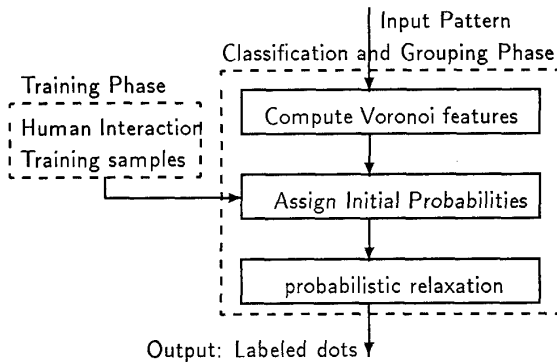 Input Pattern
Classification and Grouping Phase
Training Phase
Human Interaction
Training samples
Compute Voronoi features
Assign Initial Probabilities
probabilistic relaxation
Output: Labeled dots